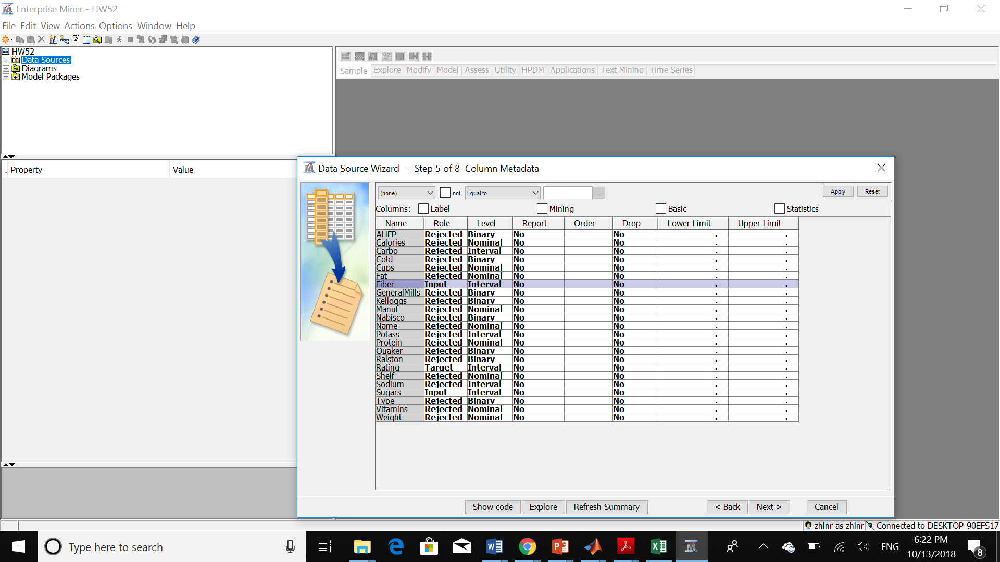 Enterprise Miner - HW52
File Edit View Actions Options Window Help
HW52
Data Sources
Diagrams
Model Packages
Sample Explore Modify Model Assess Utility HPDM Applications Text Mining Time Series
.. Property Value
Data Source Wizard -- Step 5 of 8 Column Metadata
(none) not Equal to ... Apply Reset
Columns: Label Mining Basic Statistics
Name Role Level Report Order Drop Lower Limit Upper Limit
AHFP Rejected Binary No No . .
Calories Rejected Nominal No No . .
Carbo Rejected Interval No No . .
Cold Rejected Binary No No . .
Cups Rejected Nominal No No . .
Fat Rejected Nominal No No . .
Fiber Input Interval No No . .
GeneralMills Rejected Binary No No . .
Kelloggs Rejected Binary No No . .
Manuf Rejected Nominal No No . .
Nabisco Rejected Binary No No . .
Name Rejected Nominal No No . .
Potass Rejected Interval No No . .
Protein Rejected Nominal No No . .
Quaker Rejected Binary No No . .
Ralston Rejected Binary No No . .
Rating Target Interval No No . .
Shelf Rejected Nominal No No . .
Sodium Rejected Interval No No . .
Sugars Input Interval No No . .
Type Rejected Binary No No . .
Vitamins Rejected Nominal No No . .
Weight Rejected Nominal No No . .
Show code Explore Refresh Summary < Back Next > Cancel
zhlnr as zhlnr Connected to DESKTOP-90EFS17
Type here to search
ENG
6:22 PM
10/13/2018
8